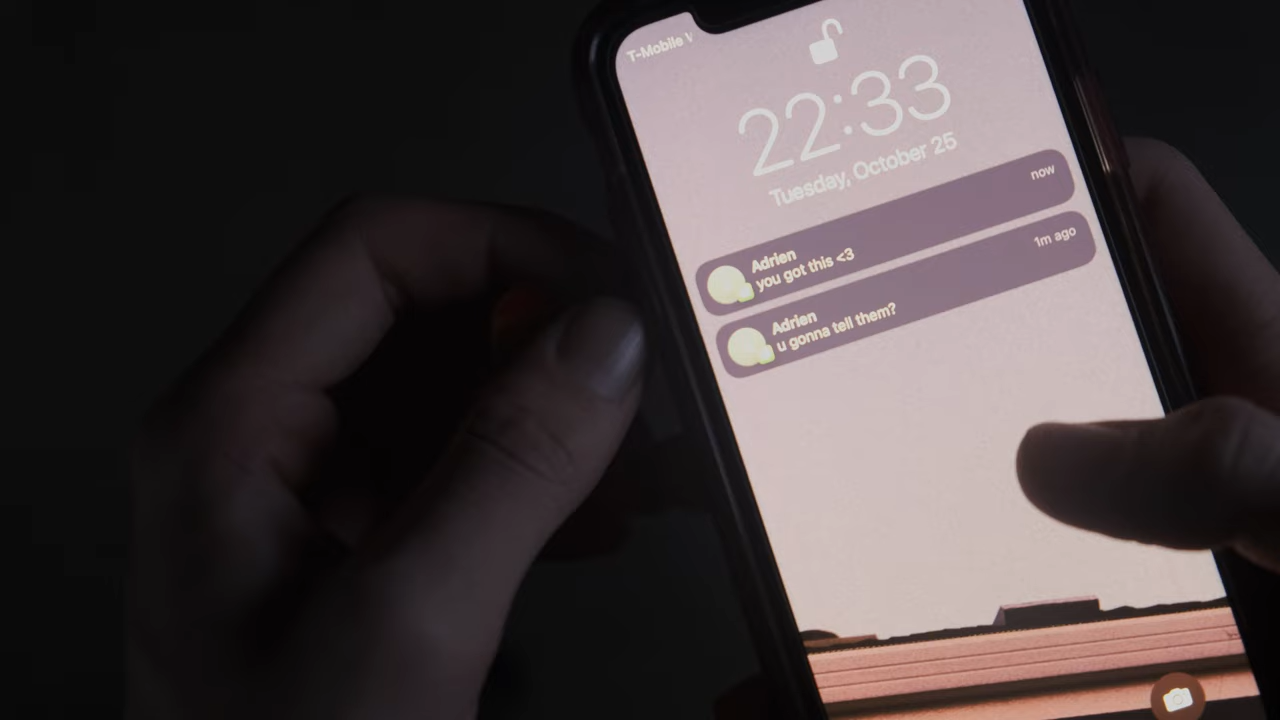 T-Mobile
22:33
Tuesday, October 25
now
Adrien
you got this <3
1m ago
Adrien
u gonna tell them?